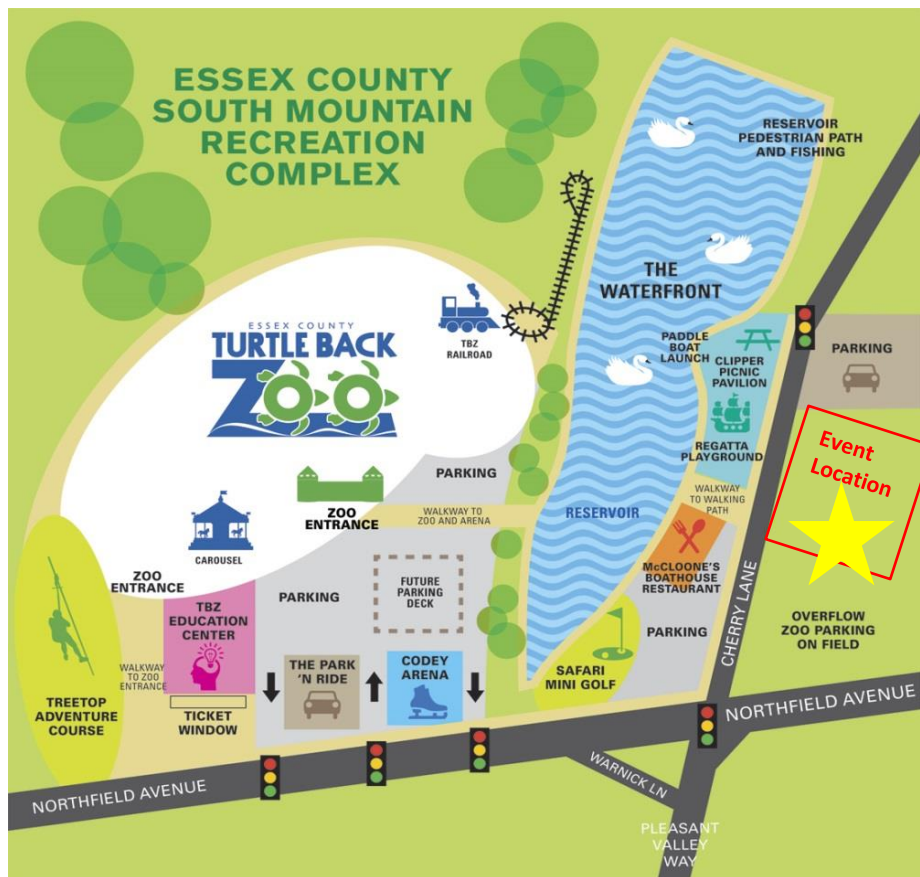 ESSEX COUNTY
SOUTH MOUNTAIN
RECREATION
COMPLEX
RESERVOIR
PEDESTRIAN PATH
AND FISHING
THE
WATERFRONT
ESSEX COUNTY
TURTLE BACK
ZOO
TBZ
RAILROAD
PADDLE
BOAT
LAUNCH
CLIPPER
PICNIC
PAVILION
PARKING
REGATTA
PLAYGROUND
Event
Location
PARKING
WALKWAY
TO WALKING
PATH
ZOO
ENTRANCE
WALKWAY TO
ZOO AND ARENA
RESERVOIR
CAROUSEL
McCLOONE'S
BOATHOUSE
RESTAURANT
ZOO
ENTRANCE
TBZ
EDUCATION
CENTER
PARKING
FUTURE
PARKING
DECK
CHERRY LANE
OVERFLOW
ZOO PARKING
ON FIELD
PARKING
WALKWAY
TO ZOO
ENTRANCE
THE PARK
'N RIDE
CODEY
ARENA
SAFARI
MINI GOLF
TREETOP
ADVENTURE
COURSE
TICKET
WINDOW
NORTHFIELD AVENUE
NORTHFIELD AVENUE
WARNICK LN
PLEASANT
VALLEY
WAY